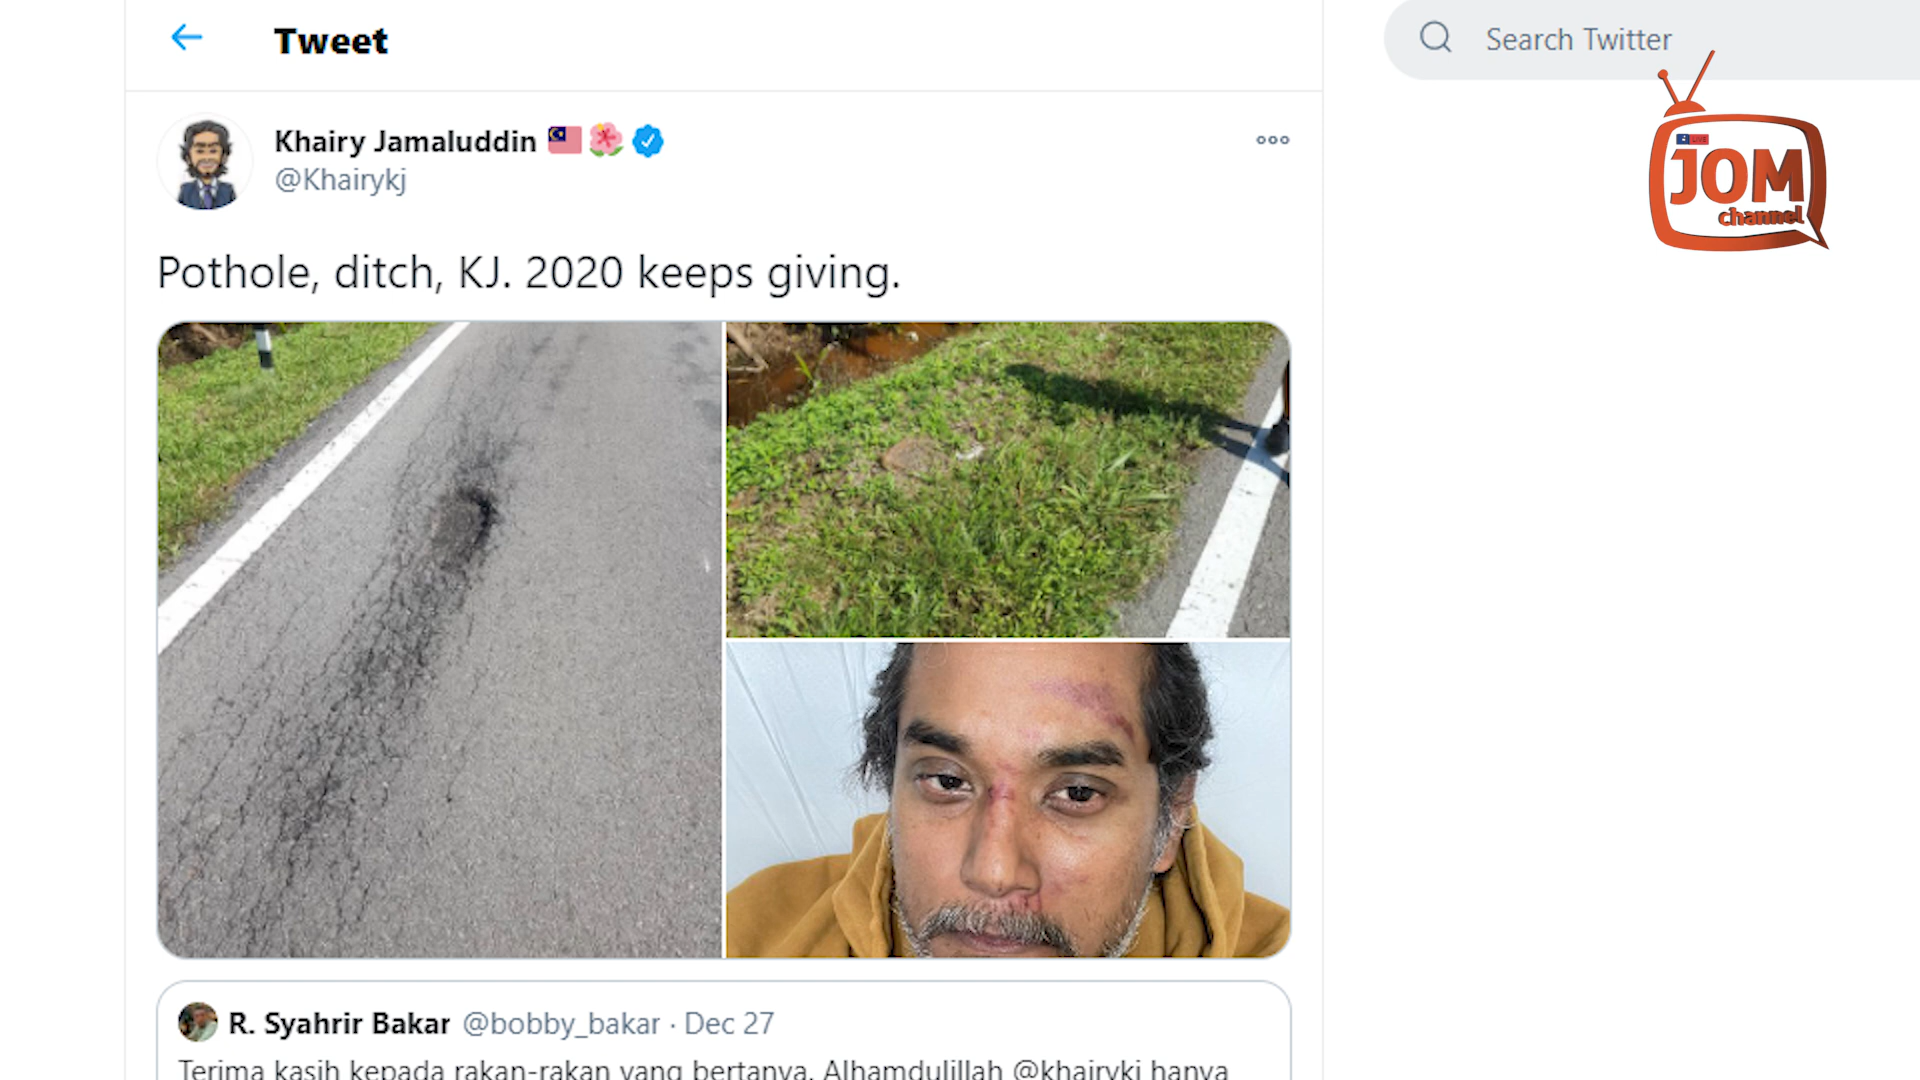 Tweet
Search Twitter
Khairy Jamaluddin
@Khairykj
LIVE
JOM
channel
Pothole, ditch, KJ. 2020 keeps giving.
R. Syahrir Bakar @bobby_bakar · Dec 27
Terima kasih kepada rakan-rakan yang bertanya. Alhamdulillah @khairykj hanya